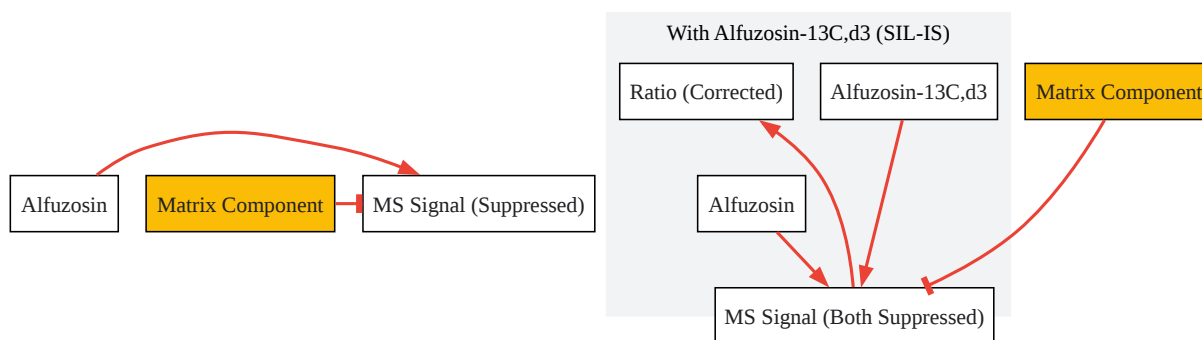 Alfuzosin
Matrix Component
MS Signal (Suppressed)
With Alfuzosin-13C,d3 (SIL-IS)
Ratio (Corrected)
Alfuzosin-13C,d3
Matrix Component
Alfuzosin
MS Signal (Both Suppressed)